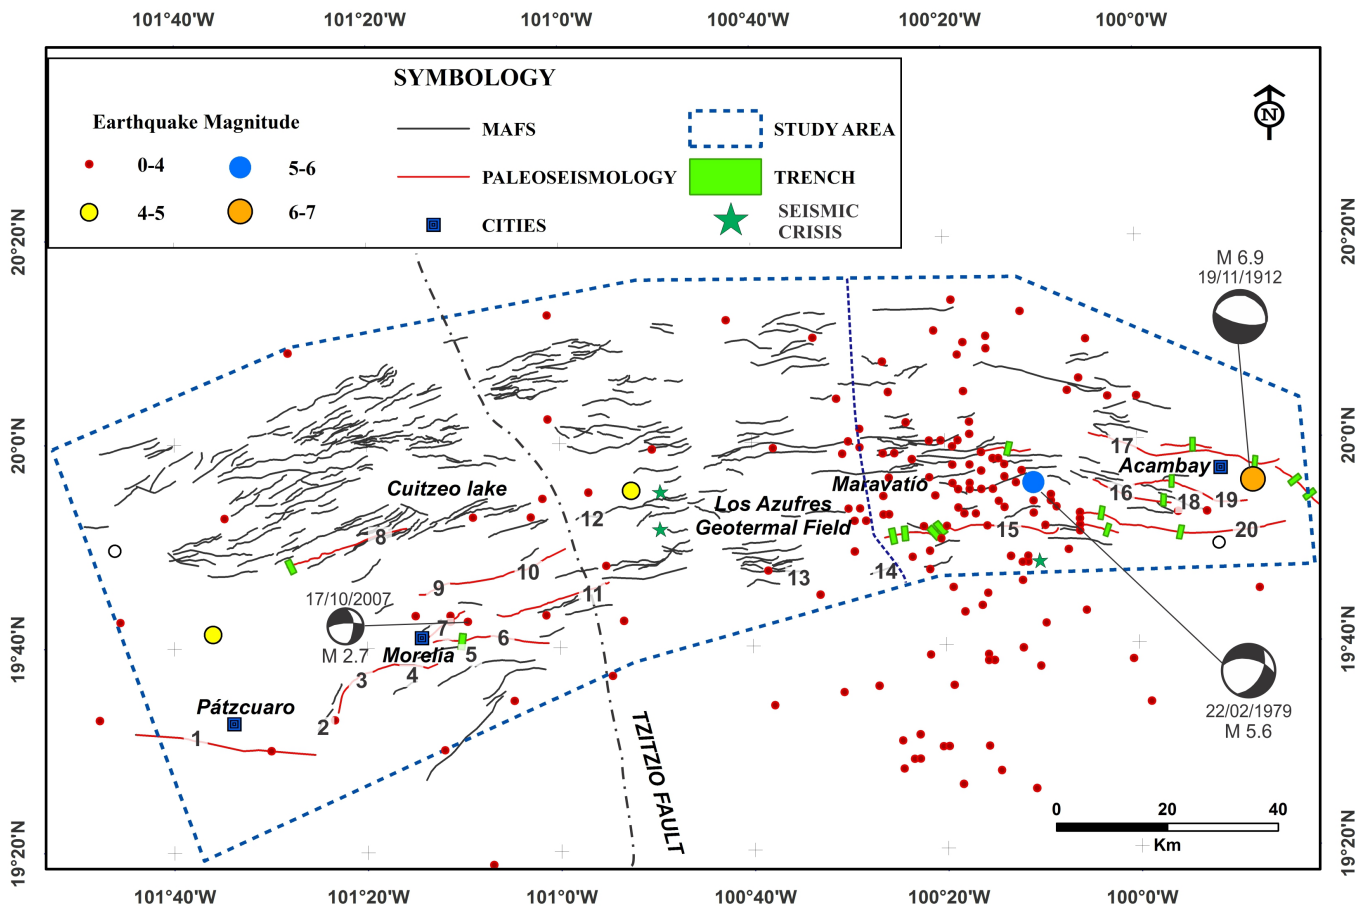 101°40'W 101°20'W 101°0'W 100°40'W 100°20'W 100°0'W
SYMBOLOGY
Earthquake Magnitude
0-4
5-6
4-5
6-7
MAFS
PALEOSEISMOLOGY
CITIES
STUDY AREA
TRENCH
SEISMIC
CRISIS
N
20°20'N
20°20'N
M 6.9
19/11/1912
20°0'N
20°0'N
17
Acambay
Maravatío
Cuitzeo lake
16
18
19
Los Azufres
Geotermal Field
12
15
20
8
14
13
10
9
11
17/10/2007
7
6
M 2.7
Morelia
5
4
3
19°40'N
19°40'N
Pátzcuaro
2
1
22/02/1979
M 5.6
TZITZIO FAULT
0 20 40
Km
19°20'N
19°20'N
101°40'W 101°20'W 101°0'W 100°40'W 100°20'W 100°0'W